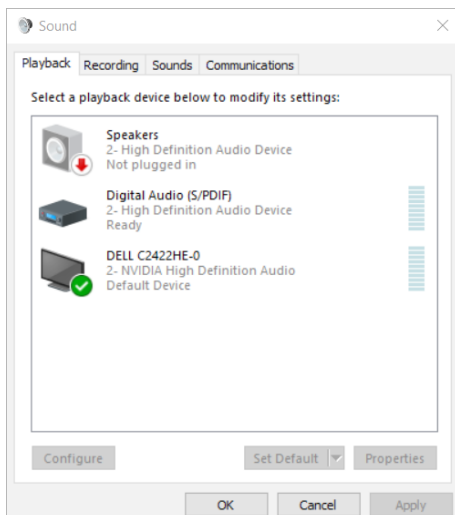 Sound
Playback Recording Sounds Communications
Select a playback device below to modify its settings:
Speakers
2- High Definition Audio Device
Not plugged in
Digital Audio (S/PDIF)
2- High Definition Audio Device
Ready
DELL C2422HE-0
2- NVIDIA High Definition Audio
Default Device
Configure Set Default Properties
OK Cancel Apply